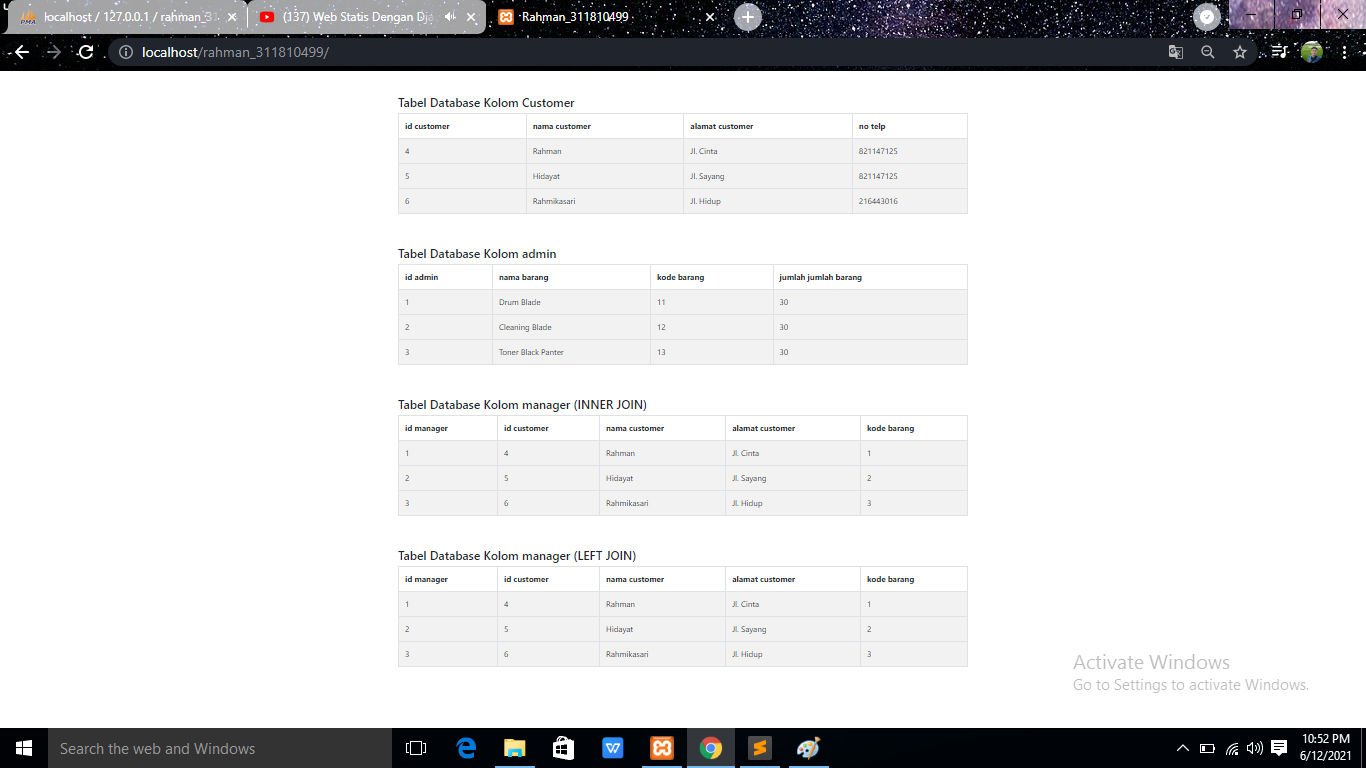 localhost / 127.0.0.1 / rahman_31
(137) Web Statis Dengan Dja
Rahman_311810499
localhost/rahman_311810499/
Tabel Database Kolom Customer
id customer nama customer alamat customer no telp
4 Rahman Jl. Cinta 821147125
5 Hidayat Jl. Sayang 821147125
6 Rahmikasari Jl. Hidup 216443016
Tabel Database Kolom admin
id admin nama barang kode barang jumlah jumlah barang
1 Drum Blade 11 30
2 Cleaning Blade 12 30
3 Toner Black Panter 13 30
Tabel Database Kolom manager (INNER JOIN)
id manager id customer nama customer alamat customer kode barang
1 4 Rahman Jl. Cinta 1
2 5 Hidayat Jl. Sayang 2
3 6 Rahmikasari Jl. Hidup 3
Tabel Database Kolom manager (LEFT JOIN)
id manager id customer nama customer alamat customer kode barang
1 4 Rahman Jl. Cinta 1
2 5 Hidayat Jl. Sayang 2
3 6 Rahmikasari Jl. Hidup 3
Activate Windows
Go to Settings to activate Windows.
Search the web and Windows
10:52 PM
6/12/2021